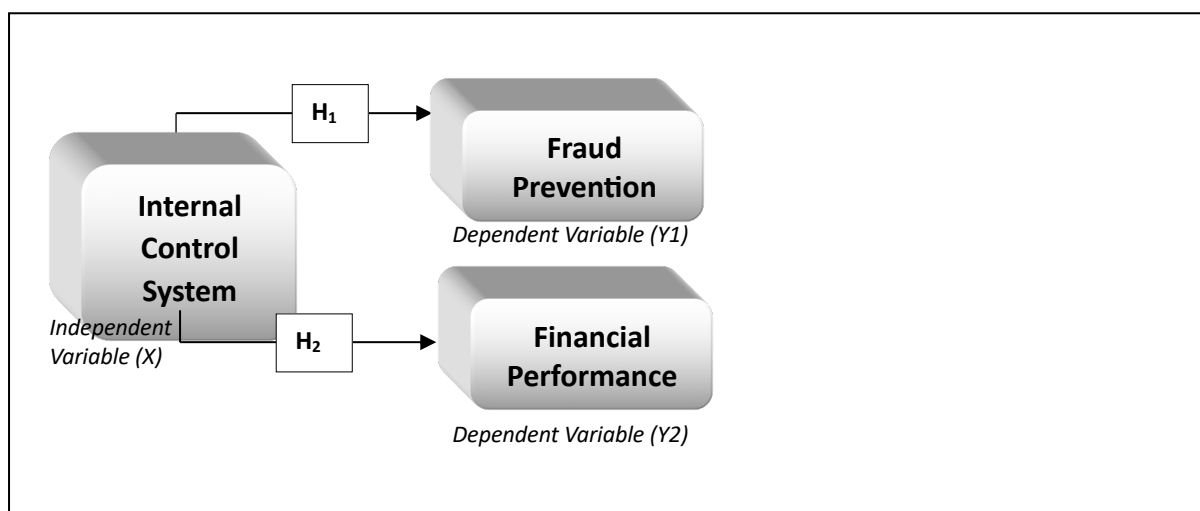 H₁
Fraud
Prevention
Dependent Variable (Y1)
Internal
Control
System
Independent
Variable (X)
H₂
Financial
Performance
Dependent Variable (Y2)